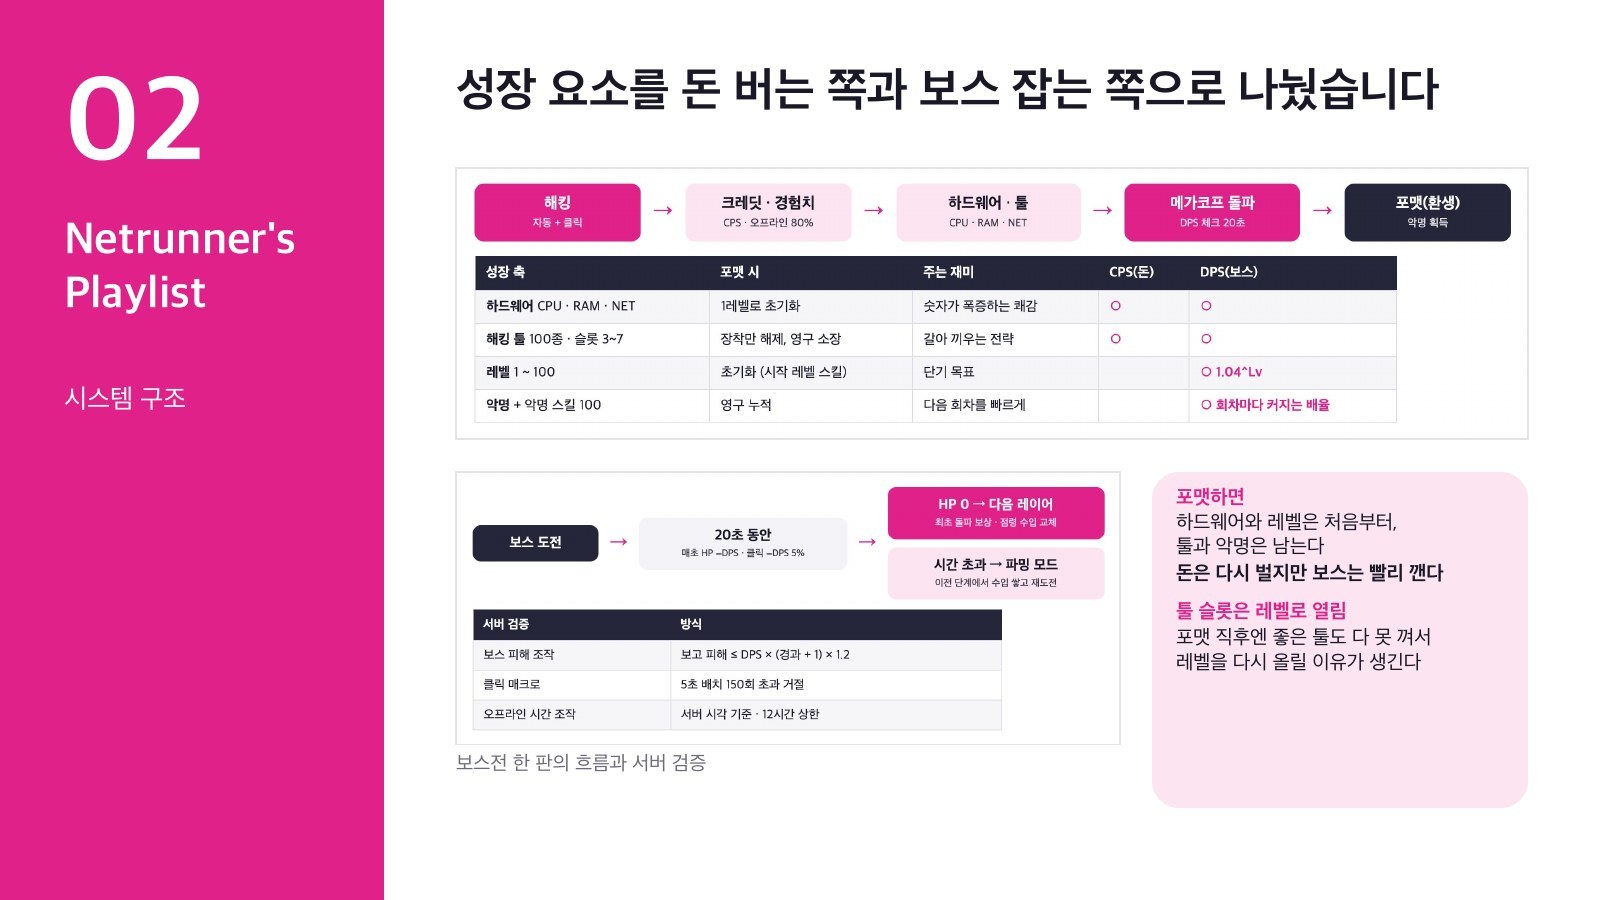 02
Netrunner's
Playlist
시스템 구조
성장 요소를 돈 버는 쪽과 보스 잡는 쪽으로 나눴습니다
해킹 → 크레딧 · 경험치 → 하드웨어 · 툴 → 메가코프 돌파 → 포맷(환생)
자동 + 클릭 CPS · 오프라인 80% CPU · RAM · NET DPS 체크 20초 악명 획득
성장 축 포맷 시 주는 재미 CPS(돈) DPS(보스)
하드웨어 CPU · RAM · NET 1레벨로 초기화 숫자가 폭증하는 쾌감 ○ ○
해킹 툴 100종 · 슬롯 3~7 장착만 해제, 영구 소장 갈아 끼우는 전략 ○ ○
레벨 1 ~ 100 초기화 (시작 레벨 스킬) 단기 목표 ○ 1.04^Lv
악명 + 악명 스킬 100 영구 누적 다음 회차를 빠르게 ○ 회차마다 커지는 배율
보스 도전 → 20초 동안 →
매초 HP −DPS · 클릭 −DPS 5%
HP 0 → 다음 레이어
최초 돌파 보상 · 점령 수입 교체
시간 초과 → 파밍 모드
이전 단계에서 수입 쌓고 재도전
서버 검증 방식
보스 피해 조작 보고 피해 ≤ DPS × (경과 + 1) × 1.2
클릭 매크로 5초 배치 150회 초과 거절
오프라인 시간 조작 서버 시각 기준 · 12시간 상한
보스전 한 판의 흐름과 서버 검증
포맷하면
하드웨어와 레벨은 처음부터,
툴과 악명은 남는다
돈은 다시 벌지만 보스는 빨리 깬다
툴 슬롯은 레벨로 열림
포맷 직후엔 좋은 툴도 다 못 껴서
레벨을 다시 올릴 이유가 생긴다